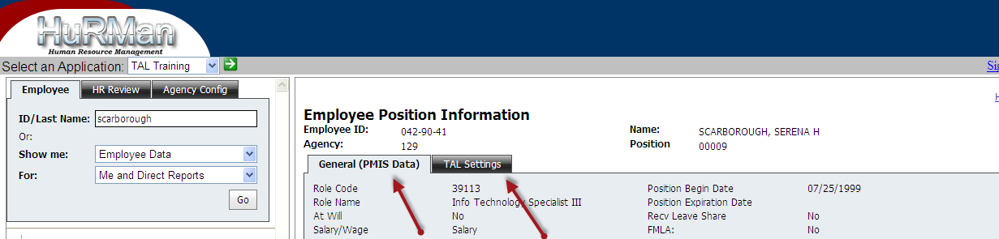 HuRMan
Human Resource Management
Select an Application: TAL Training
Employee HR Review Agency Config
ID/Last Name: scarborough
Or:
Show me: Employee Data
For: Me and Direct Reports
Go
Employee Position Information
Employee ID: 042-90-41 Name: SCARBOROUGH, SERENA H
Agency: 129 Position 00009
General (PMIS Data) TAL Settings
Role Code 39113 Position Begin Date 07/25/1999
Role Name Info Technology Specialist III Position Expiration Date
At Will No Recv Leave Share No
Salary/Wage Salary FMLA: No